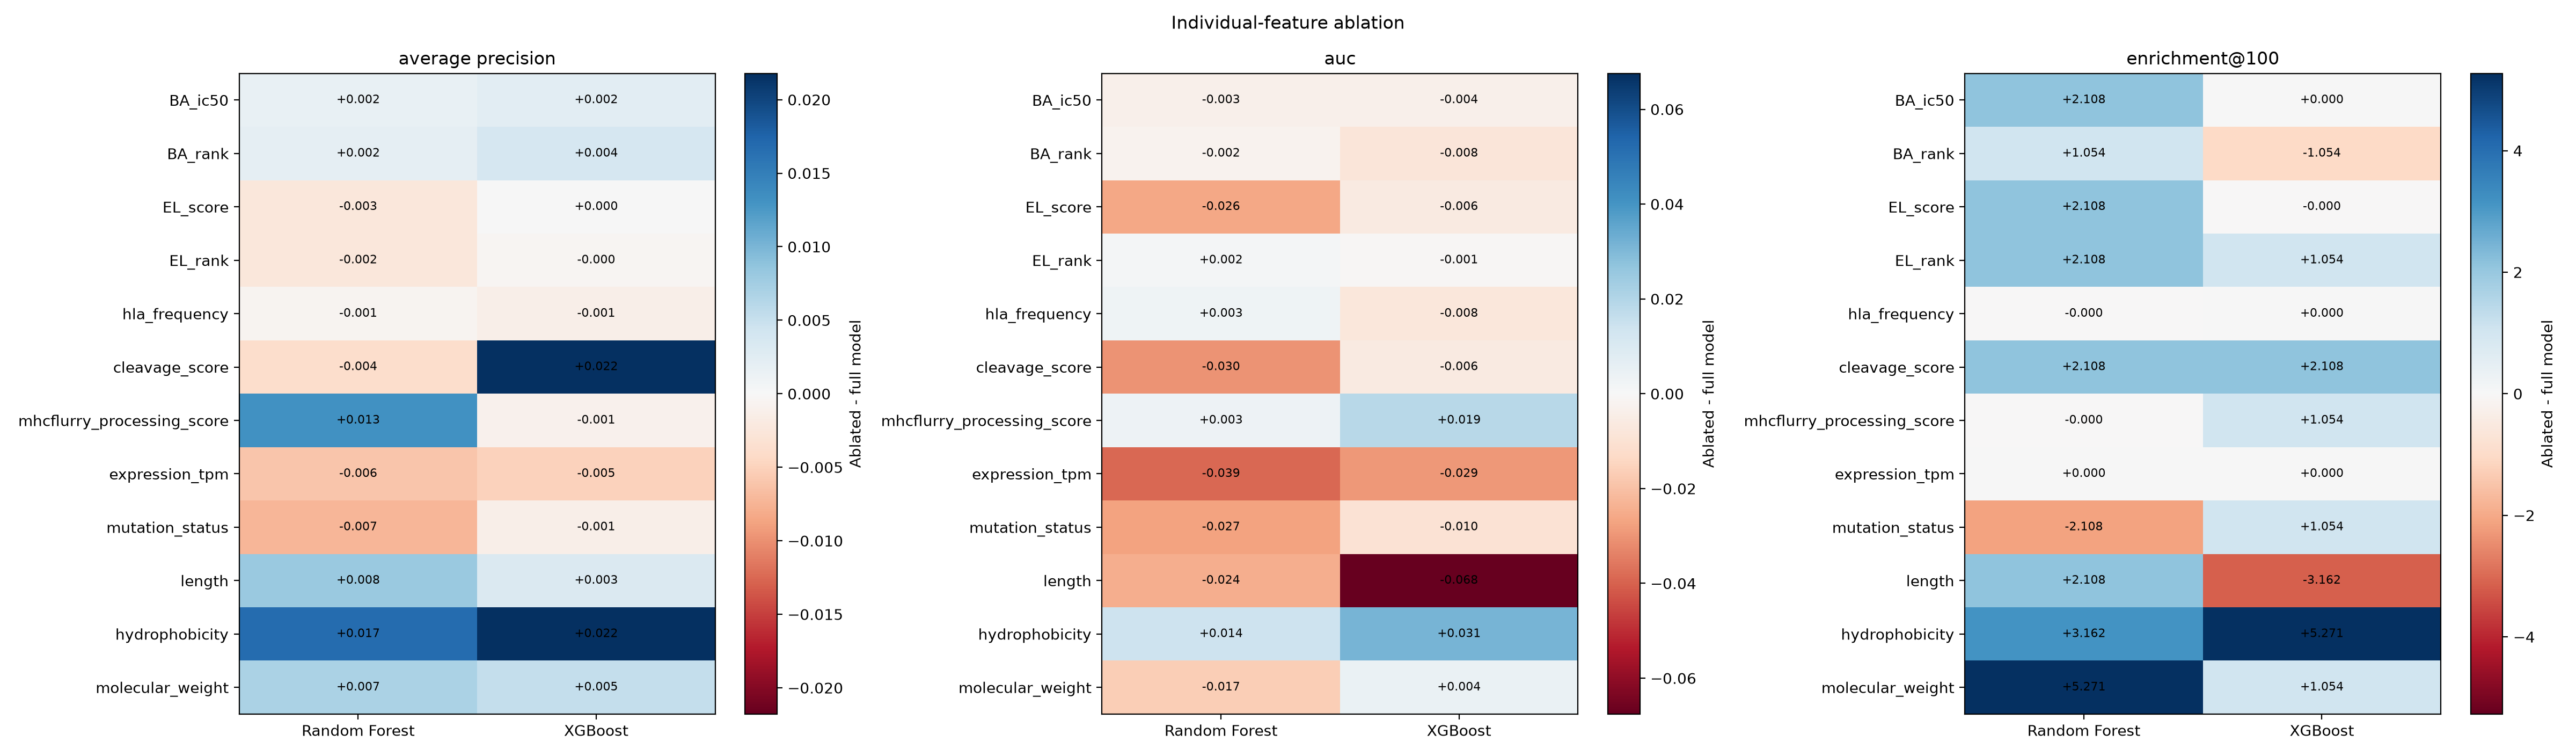 Individual-feature ablation
average precision
BA_ic50 +0.002 +0.002
BA_rank +0.002 +0.004
EL_score -0.003 +0.000
EL_rank -0.002 -0.000
hla_frequency -0.001 -0.001
cleavage_score -0.004 +0.022
mhcflurry_processing_score +0.013 -0.001
expression_tpm -0.006 -0.005
mutation_status -0.007 -0.001
length +0.008 +0.003
hydrophobicity +0.017 +0.022
molecular_weight +0.007 +0.005
Random Forest XGBoost
0.020
0.015
0.010
0.005
0.000
−0.005
−0.010
−0.015
−0.020
Ablated - full model
auc
BA_ic50 -0.003 -0.004
BA_rank -0.002 -0.008
EL_score -0.026 -0.006
EL_rank +0.002 -0.001
hla_frequency +0.003 -0.008
cleavage_score -0.030 -0.006
mhcflurry_processing_score +0.003 +0.019
expression_tpm -0.039 -0.029
mutation_status -0.027 -0.010
length -0.024 -0.068
hydrophobicity +0.014 +0.031
molecular_weight -0.017 +0.004
Random Forest XGBoost
0.06
0.04
0.02
0.00
−0.02
−0.04
−0.06
Ablated - full model
enrichment@100
BA_ic50 +2.108 +0.000
BA_rank +1.054 -1.054
EL_score +2.108 -0.000
EL_rank +2.108 +1.054
hla_frequency -0.000 +0.000
cleavage_score +2.108 +2.108
mhcflurry_processing_score -0.000 +1.054
expression_tpm +0.000 +0.000
mutation_status -2.108 +1.054
length +2.108 -3.162
hydrophobicity +3.162 +5.271
molecular_weight +5.271 +1.054
Random Forest XGBoost
4
2
0
−2
−4
Ablated - full model